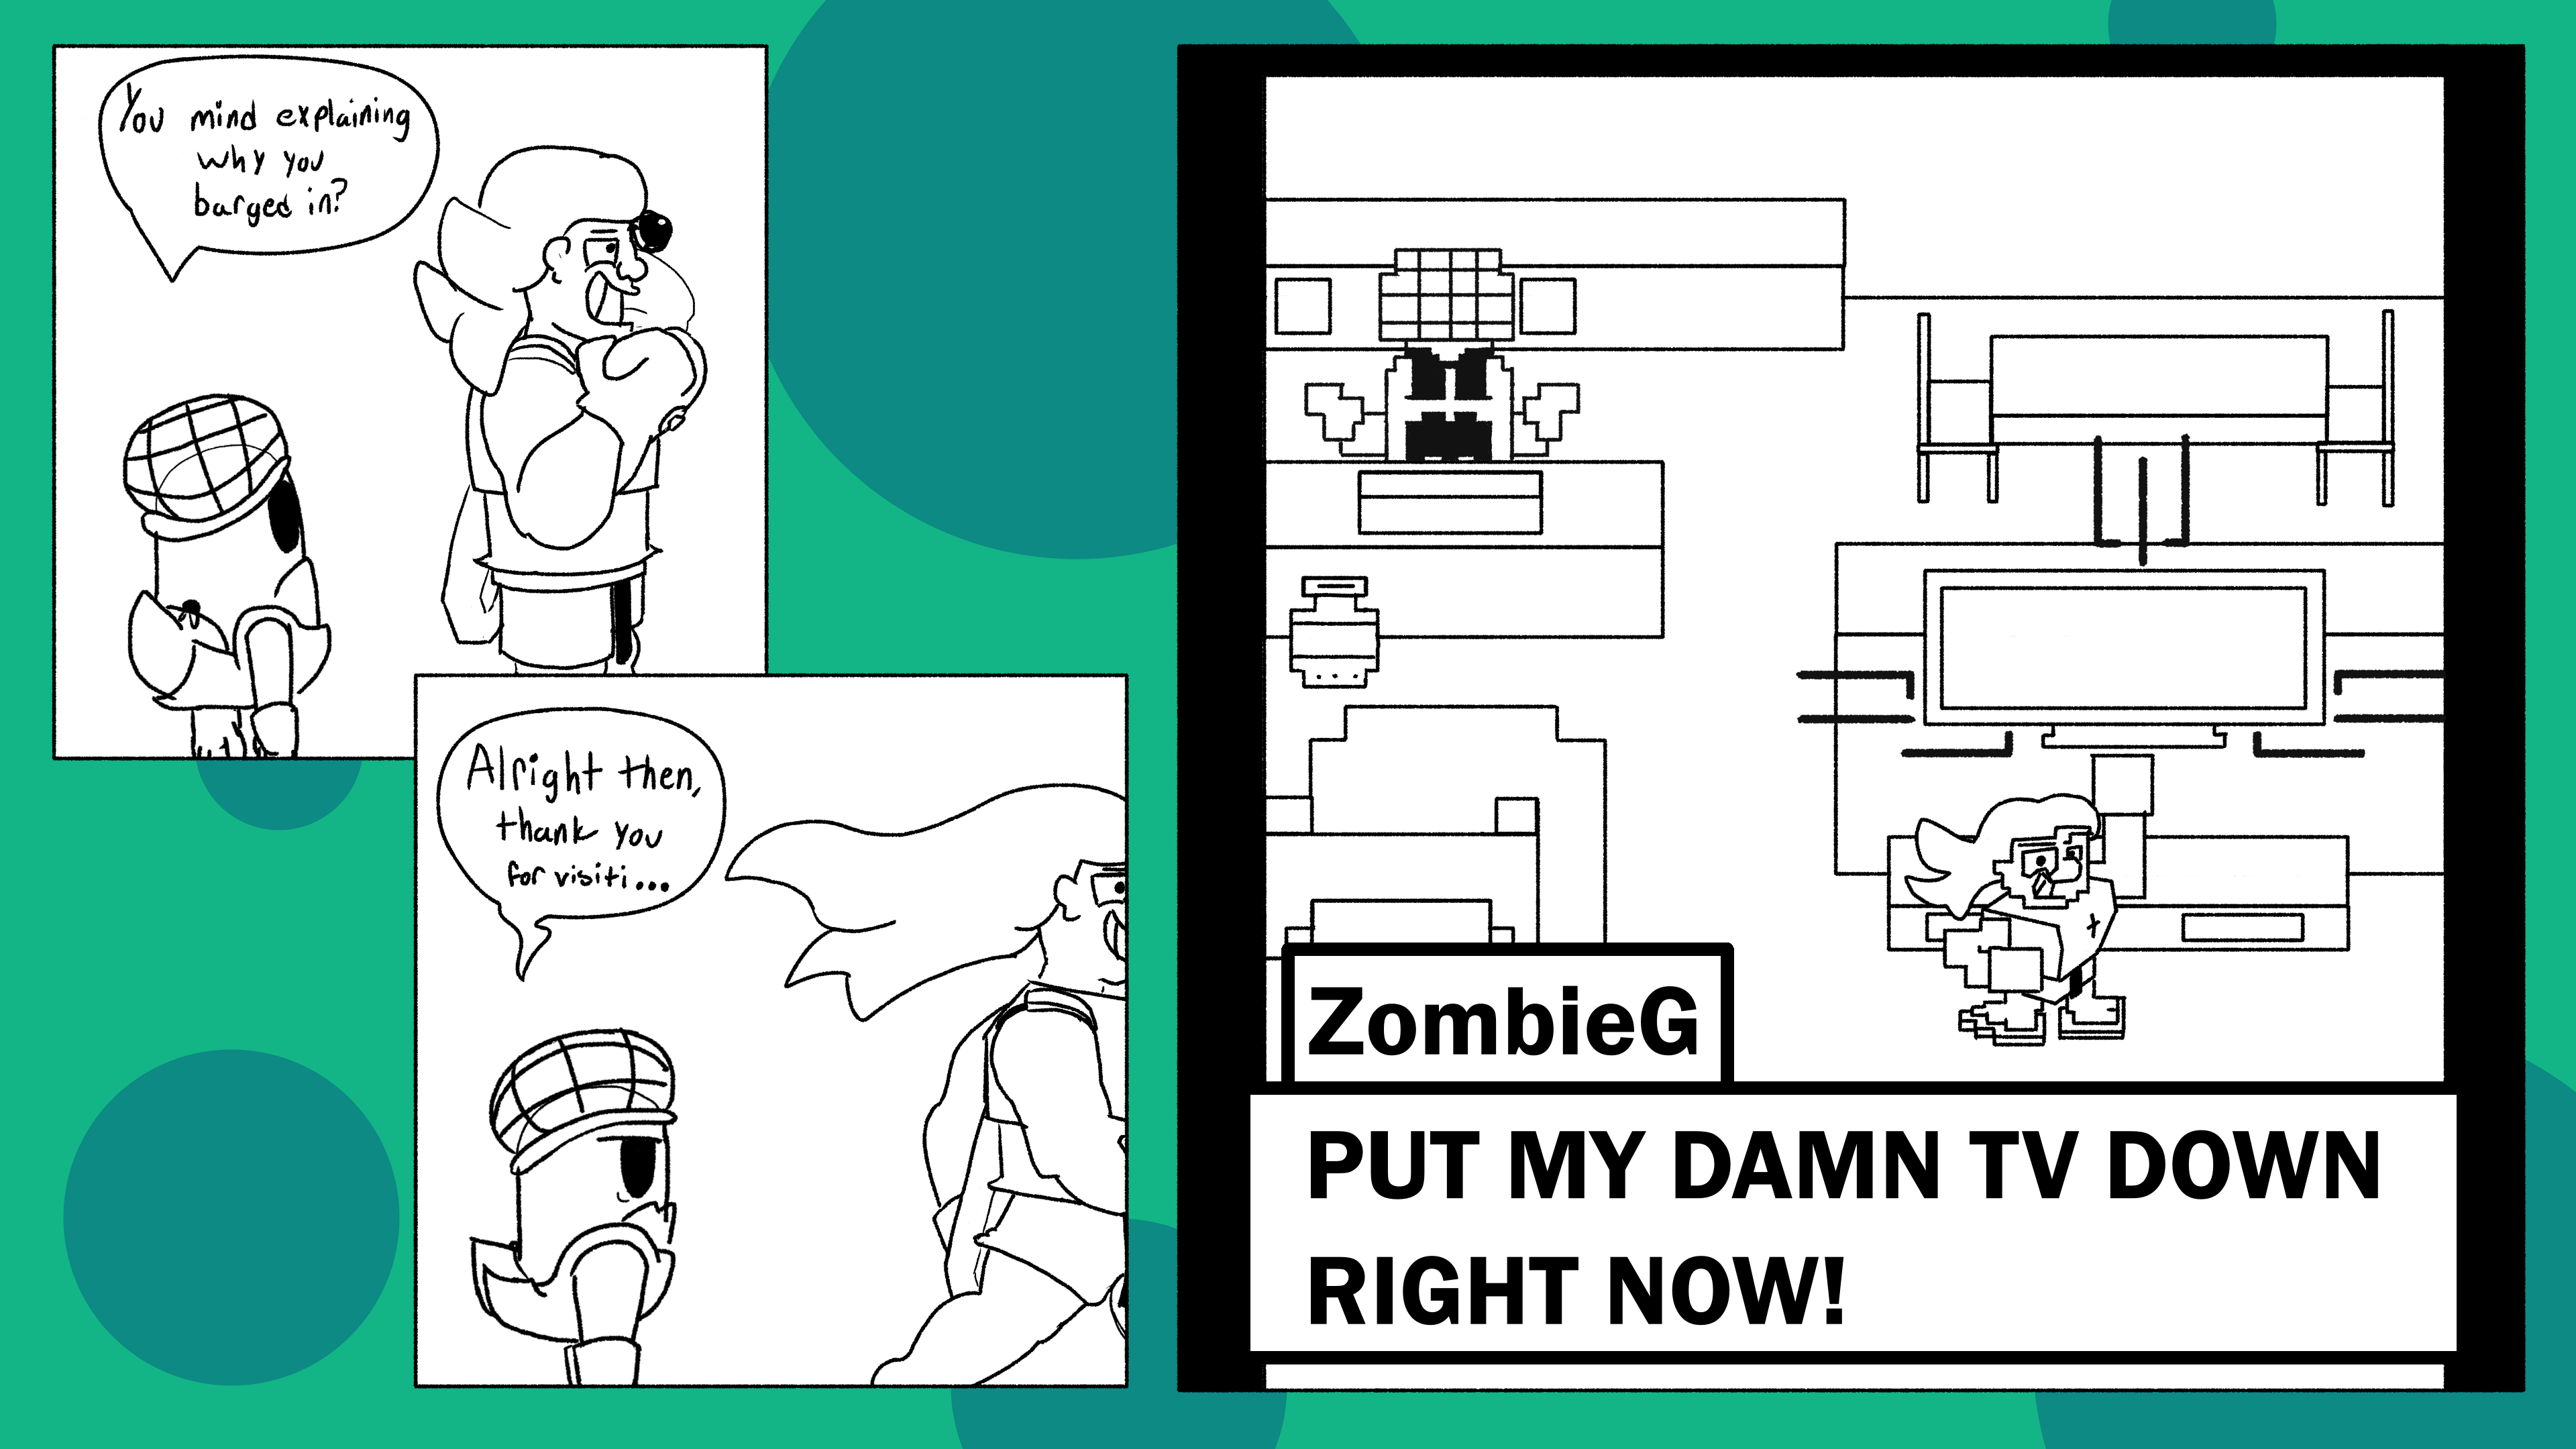 You mind explaining
why you
barged in?
Alright then,
thank you
for visiti...
ZombieG
PUT MY DAMN TV DOWN
RIGHT NOW!